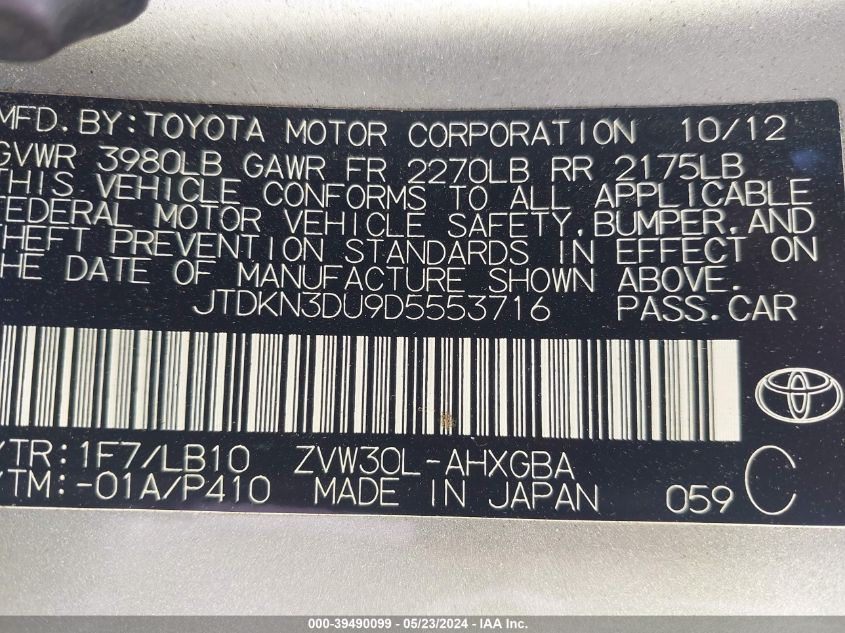 MFD. BY: TOYOTA MOTOR CORPORATION 10/12
GVWR 3980LB GAWR FR 2270LB RR 2175LB
THIS VEHICLE CONFORMS TO ALL APPLICABLE
FEDERAL MOTOR VEHICLE SAFETY, BUMPER, AND
THEFT PREVENTION STANDARDS IN EFFECT ON
THE DATE OF MANUFACTURE SHOWN ABOVE.
JTDKN3DU9D5553716 PASS. CAR
/TR: 1F7/LB10 ZVW30L-AHXGBA
/TM: -01A/P410 MADE IN JAPAN 059 C
000-39490099 - 05/23/2024 - IAA Inc.